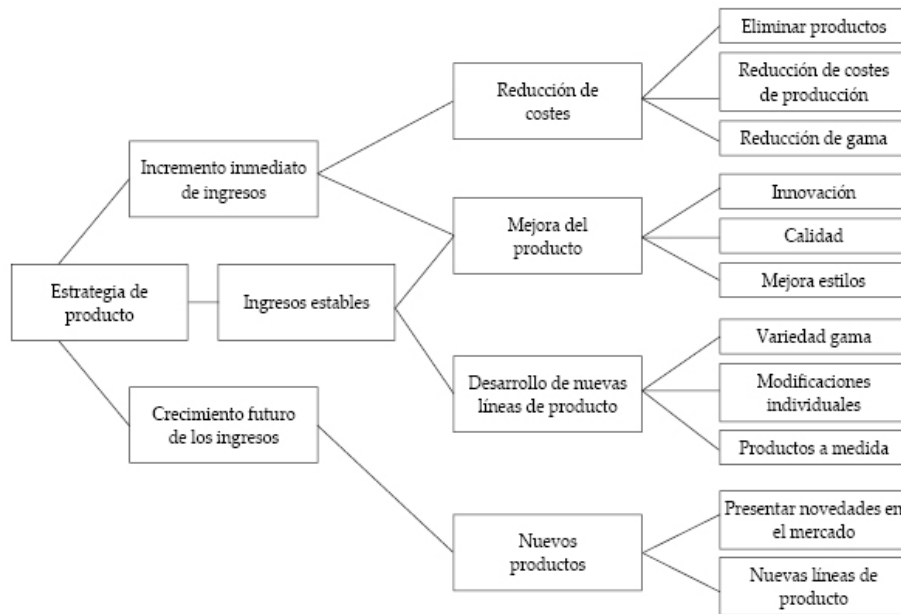 Eliminar productos
Reducción de
costes
Reducción de costes
de producción
Reducción de gama
Incremento inmediato
de ingresos
Innovación
Mejora del
producto
Calidad
Mejora estilos
Estrategia de
producto
Ingresos estables
Variedad gama
Desarrollo de nuevas
líneas de producto
Modificaciones
individuales
Productos a medida
Crecimiento futuro
de los ingresos
Presentar novedades en
el mercado
Nuevos
productos
Nuevas líneas de
producto